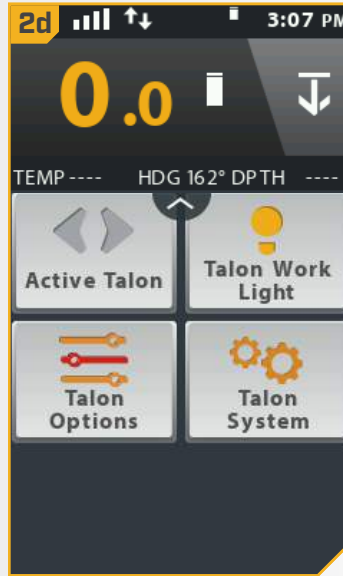 2d
3:07 PM
0.0
TEMP ---- HDG 162° DPTH ----
Active Talon
Talon Work
Light
Talon
Options
Talon
System